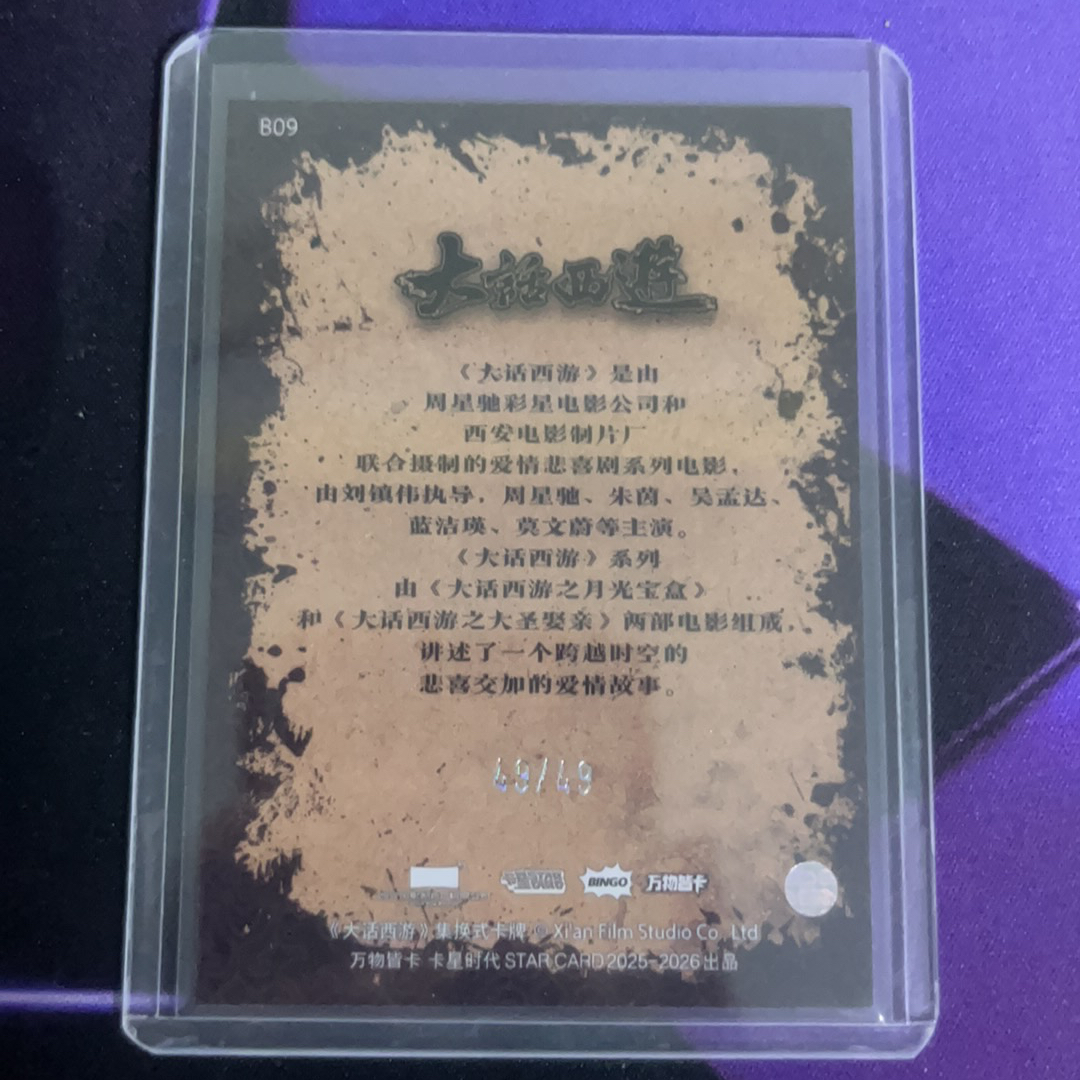 B09
大話西遊
《大话西游》是由
周星驰彩星电影公司和
西安电影制片厂
联合摄制的爱情悲喜剧系列电影，
由刘镇伟执导，周星驰、朱茵、吴孟达、
蓝洁瑛、莫文蔚等主演。
《大话西游》系列
由《大话西游之月光宝盒》
和《大话西游之大圣娶亲》两部电影组成，
讲述了一个跨越时空的
悲喜交加的爱情故事。
49/49
卡星时代 BINGO 万物皆卡
《大话西游》集换式卡牌 © Xi'an Film Studio Co., Ltd
万物皆卡 卡星时代 STAR CARD 2025-2026 出品